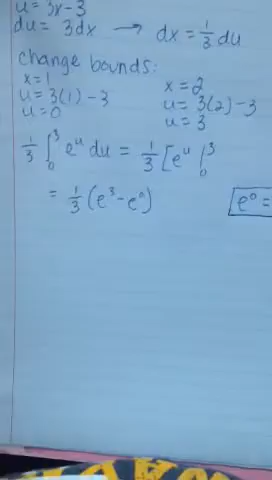 u = 3x - 3
du = 3dx → dx = 1/3 du
change bounds:
x = 1
u = 3(1) - 3
u = 0
x = 2
u = 3(2) - 3
u = 3
1/3 ∫₀³ eᵘ du = 1/3 [eᵘ |₀³
= 1/3 (e³ - e⁰)
e⁰ =